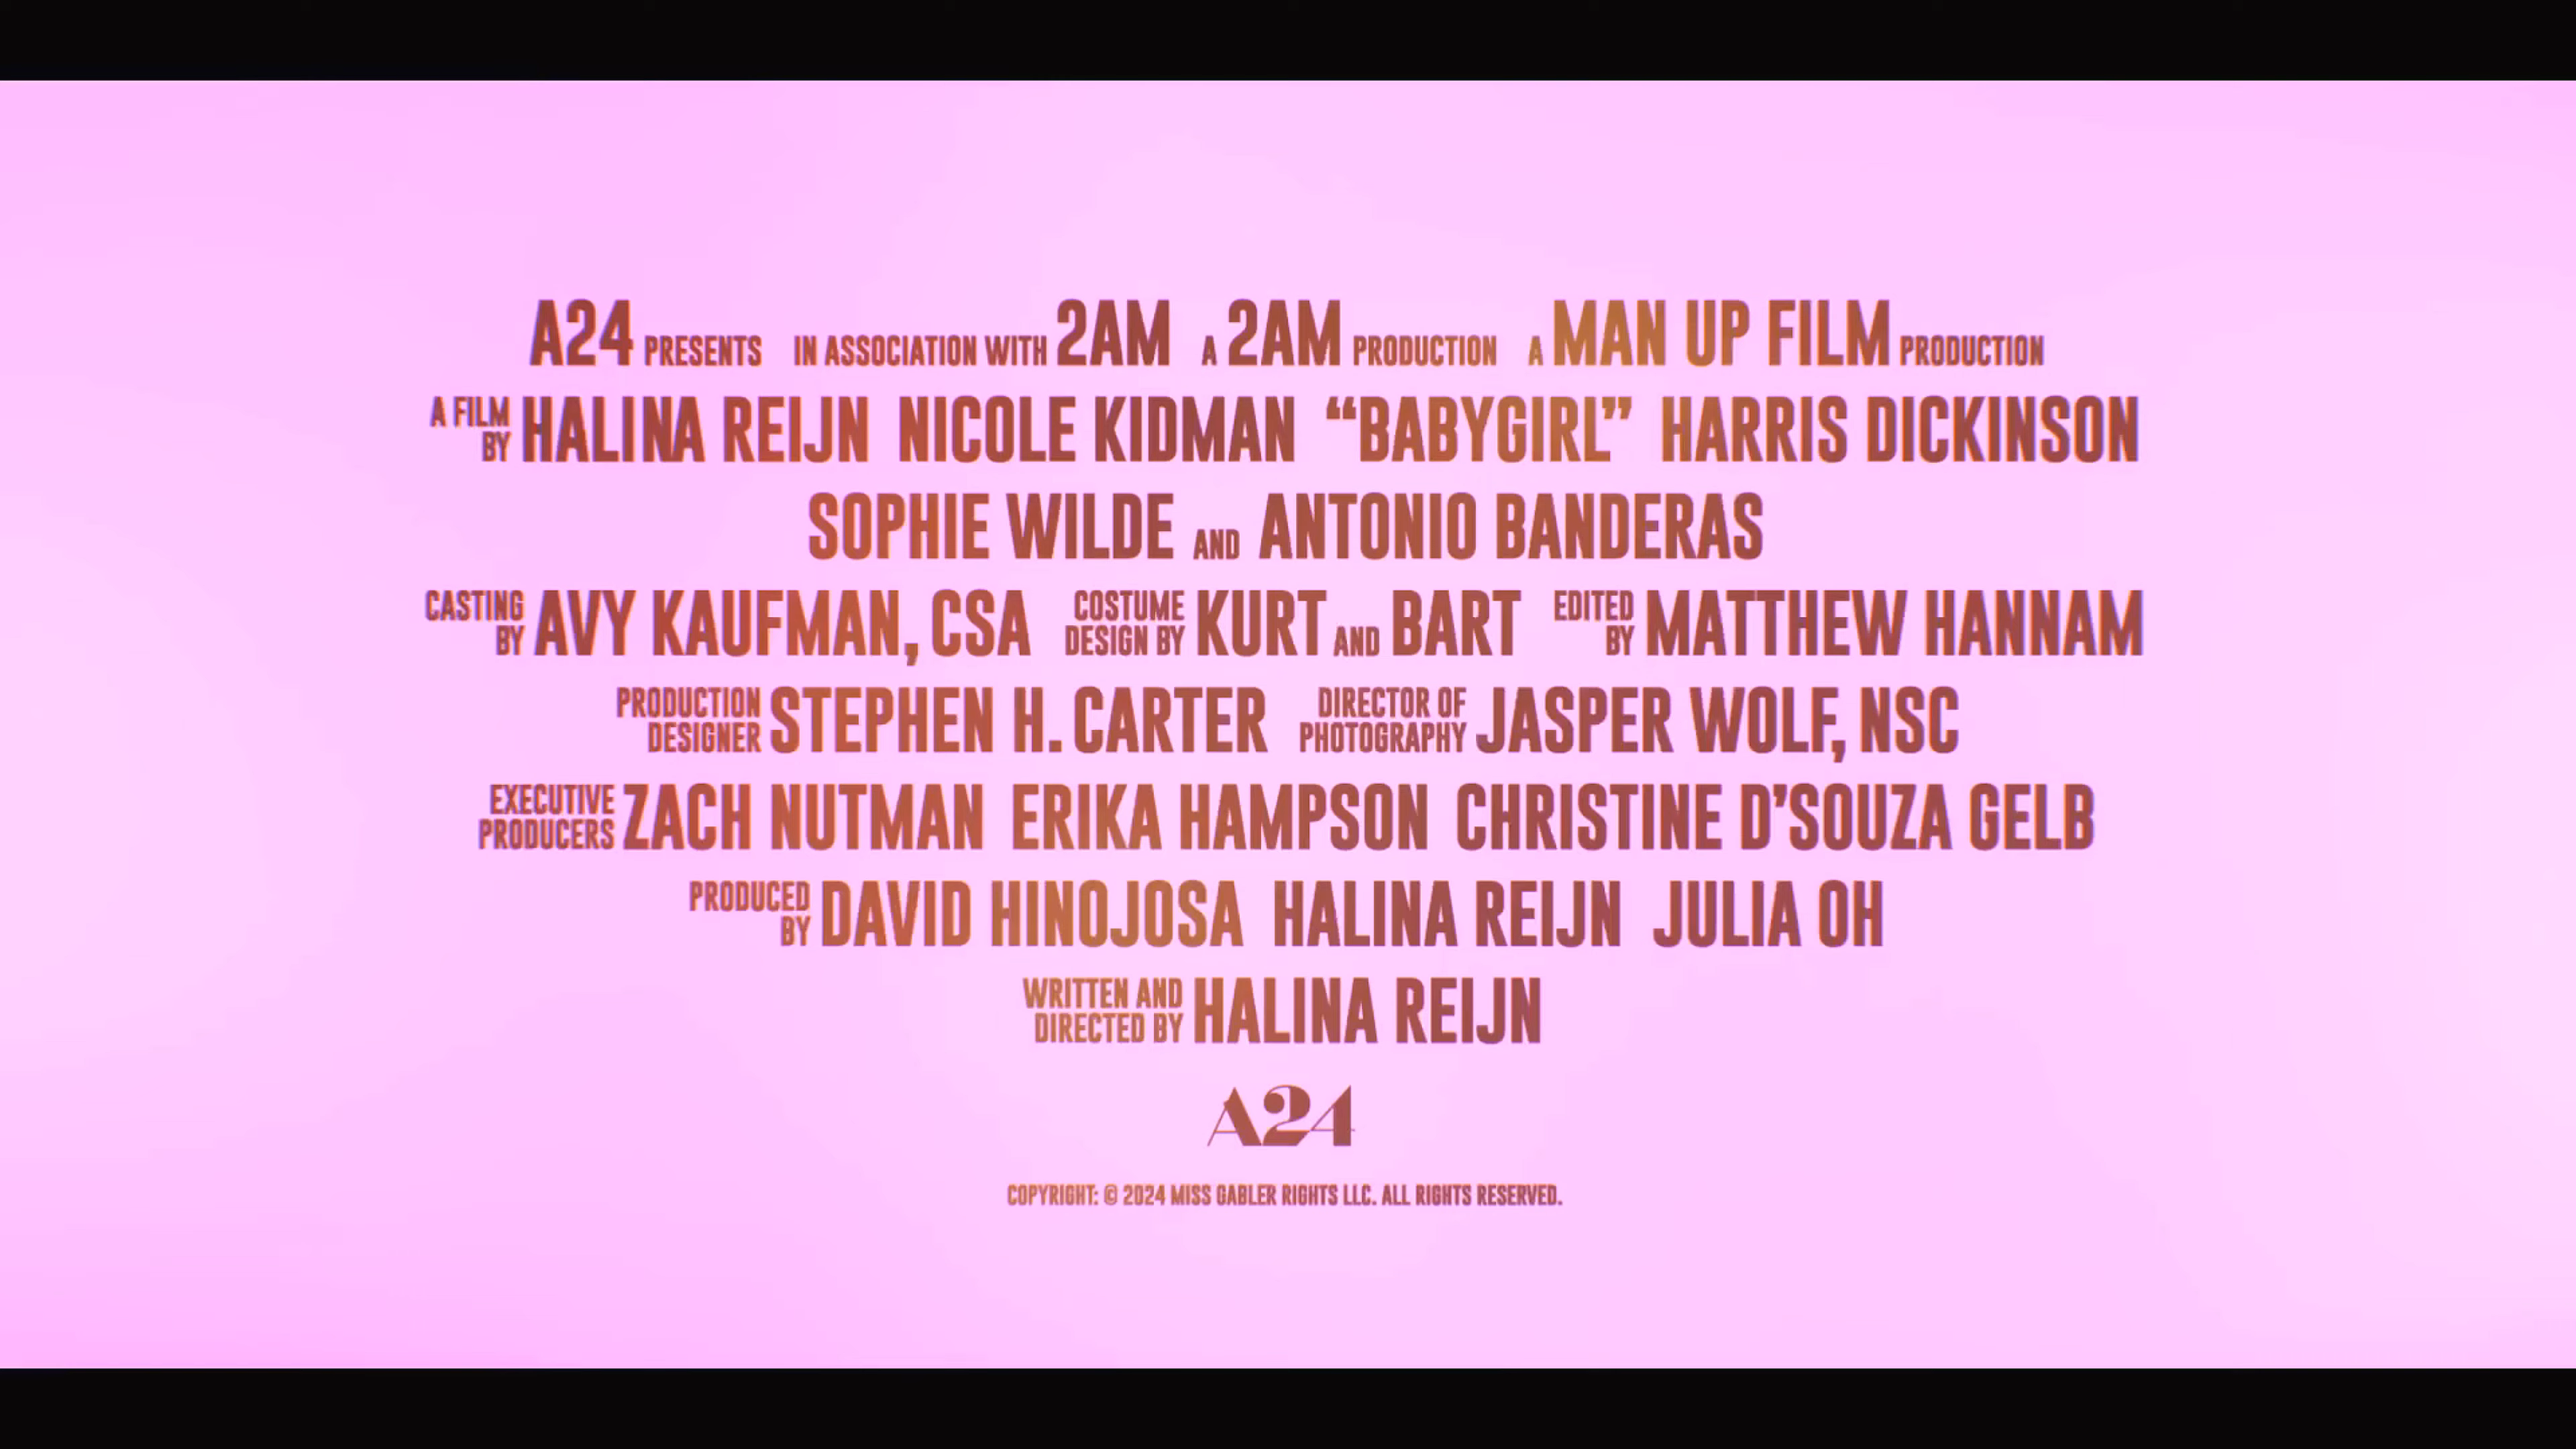 A24 PRESENTS IN ASSOCIATION WITH 2AM A 2AM PRODUCTION A MAN UP FILM PRODUCTION
A FILM BY HALINA REIJN NICOLE KIDMAN “BABYGIRL” HARRIS DICKINSON
SOPHIE WILDE AND ANTONIO BANDERAS
CASTING BY AVY KAUFMAN, CSA COSTUME DESIGN BY KURT AND BART EDITED BY MATTHEW HANNAM
PRODUCTION DESIGNER STEPHEN H. CARTER DIRECTOR OF PHOTOGRAPHY JASPER WOLF, NSC
EXECUTIVE PRODUCERS ZACH NUTMAN ERIKA HAMPSON CHRISTINE D’SOUZA GELB
PRODUCED BY DAVID HINOJOSA HALINA REIJN JULIA OH
WRITTEN AND DIRECTED BY HALINA REIJN
A24
COPYRIGHT: © 2024 MISS GABLER RIGHTS LLC. ALL RIGHTS RESERVED.